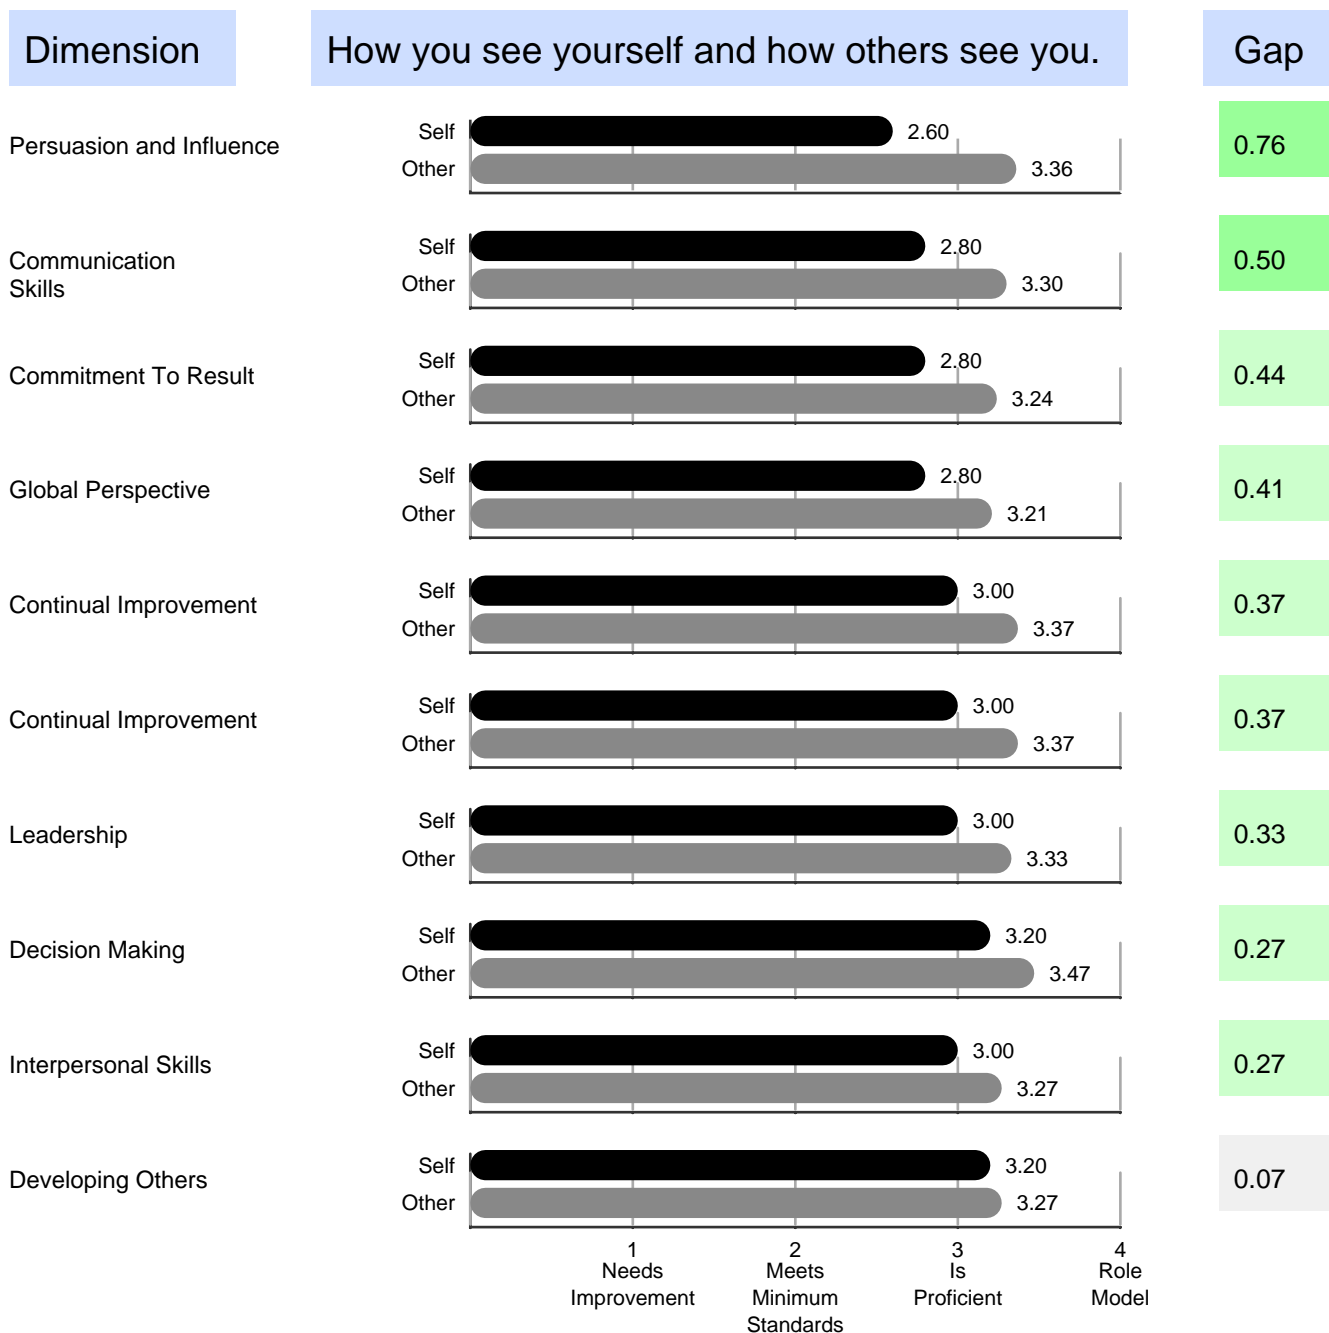 Dimension
How you see yourself and how others see you.
Gap
Persuasion and Influence
Self
2.60
Other
3.36
0.76
Communication
Skills
Self
2.80
Other
3.30
0.50
Commitment To Result
Self
2.80
Other
3.24
0.44
Global Perspective
Self
2.80
Other
3.21
0.41
Continual Improvement
Self
3.00
Other
3.37
0.37
Continual Improvement
Self
3.00
Other
3.37
0.37
Leadership
Self
3.00
Other
3.33
0.33
Decision Making
Self
3.20
Other
3.47
0.27
Interpersonal Skills
Self
3.00
Other
3.27
0.27
Developing Others
Self
3.20
Other
3.27
0.07
1
Needs
Improvement
2
Meets
Minimum
Standards
3
Is
Proficient
4
Role
Model